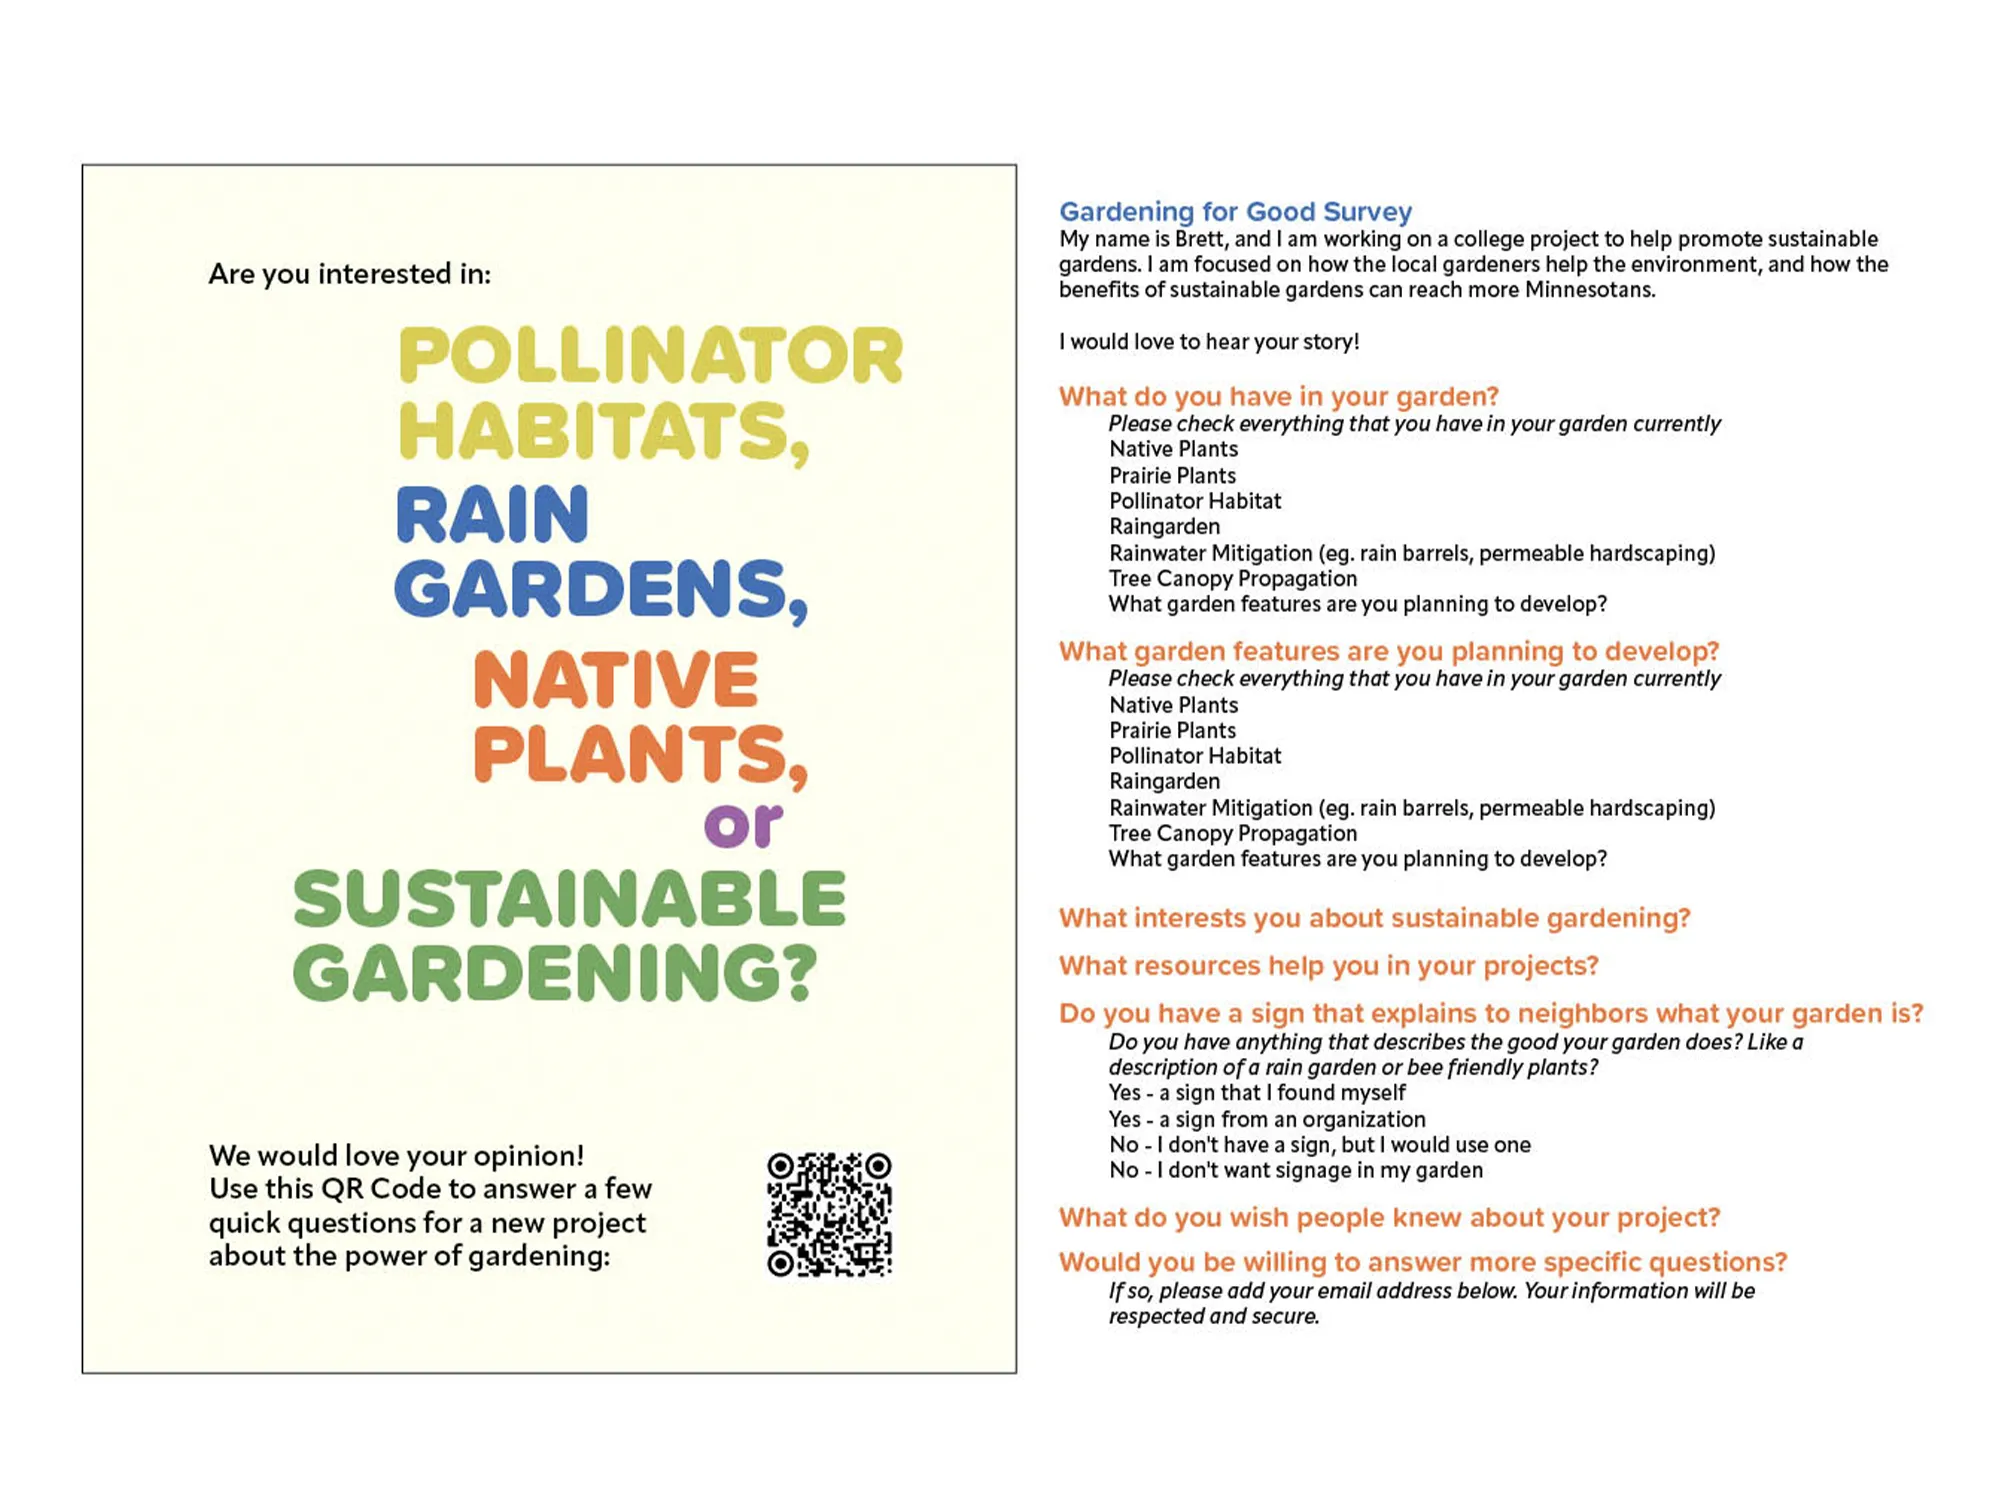 Are you interested in:
POLLINATOR
HABITATS,
RAIN
GARDENS,
NATIVE
PLANTS,
or
SUSTAINABLE
GARDENING?
We would love your opinion!
Use this QR Code to answer a few
quick questions for a new project
about the power of gardening:
Gardening for Good Survey
My name is Brett, and I am working on a college project to help promote sustainable
gardens. I am focused on how the local gardeners help the environment, and how the
benefits of sustainable gardens can reach more Minnesotans.
I would love to hear your story!
What do you have in your garden?
Please check everything that you have in your garden currently
Native Plants
Prairie Plants
Pollinator Habitat
Raingarden
Rainwater Mitigation (eg. rain barrels, permeable hardscaping)
Tree Canopy Propagation
What garden features are you planning to develop?
What garden features are you planning to develop?
Please check everything that you have in your garden currently
Native Plants
Prairie Plants
Pollinator Habitat
Raingarden
Rainwater Mitigation (eg. rain barrels, permeable hardscaping)
Tree Canopy Propagation
What garden features are you planning to develop?
What interests you about sustainable gardening?
What resources help you in your projects?
Do you have a sign that explains to neighbors what your garden is?
Do you have anything that describes the good your garden does? Like a
description of a rain garden or bee friendly plants?
Yes - a sign that I found myself
Yes - a sign from an organization
No - I don't have a sign, but I would use one
No - I don't want signage in my garden
What do you wish people knew about your project?
Would you be willing to answer more specific questions?
If so, please add your email address below. Your information will be
respected and secure.